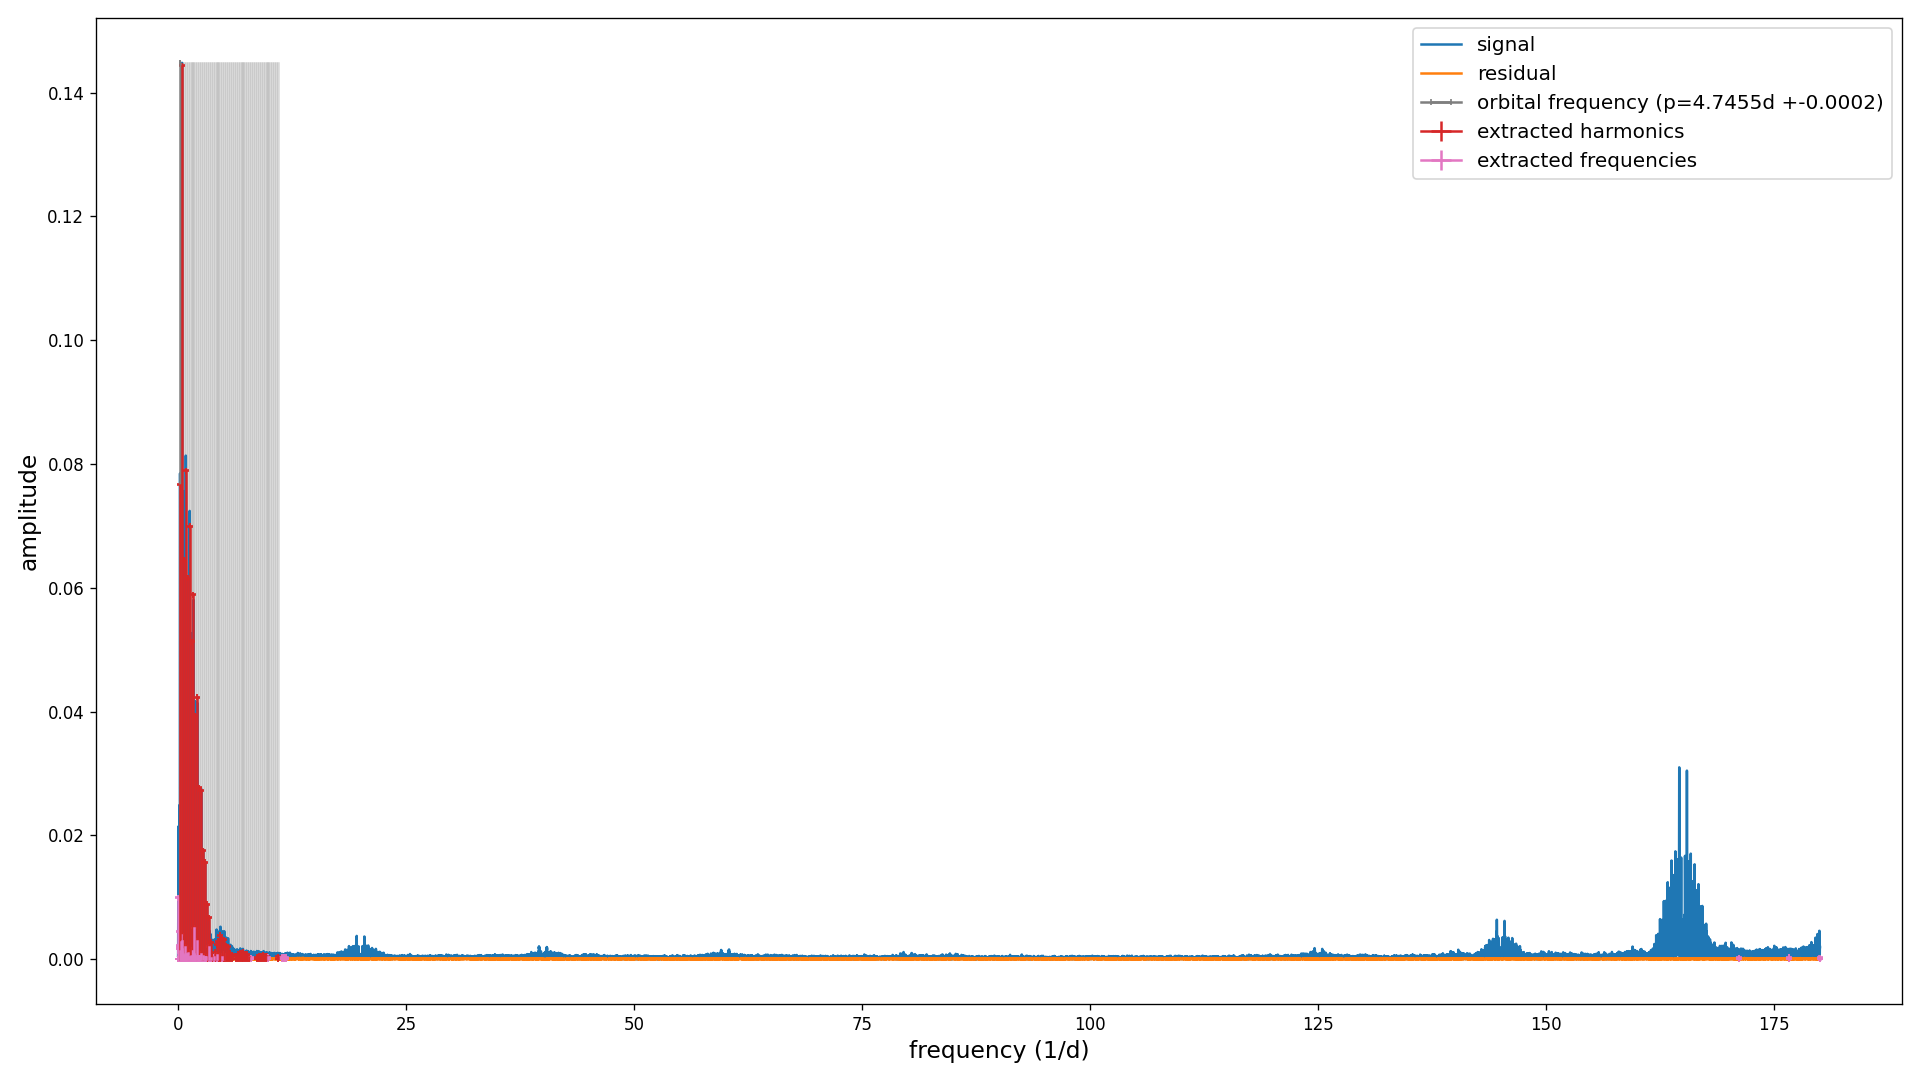 signal
residual
orbital frequency (p=4.7455d +-0.0002)
extracted harmonics
extracted frequencies
amplitude
0.14
0.12
0.10
0.08
0.06
0.04
0.02
0.00
0 25 50 75 100 125 150 175
frequency (1/d)